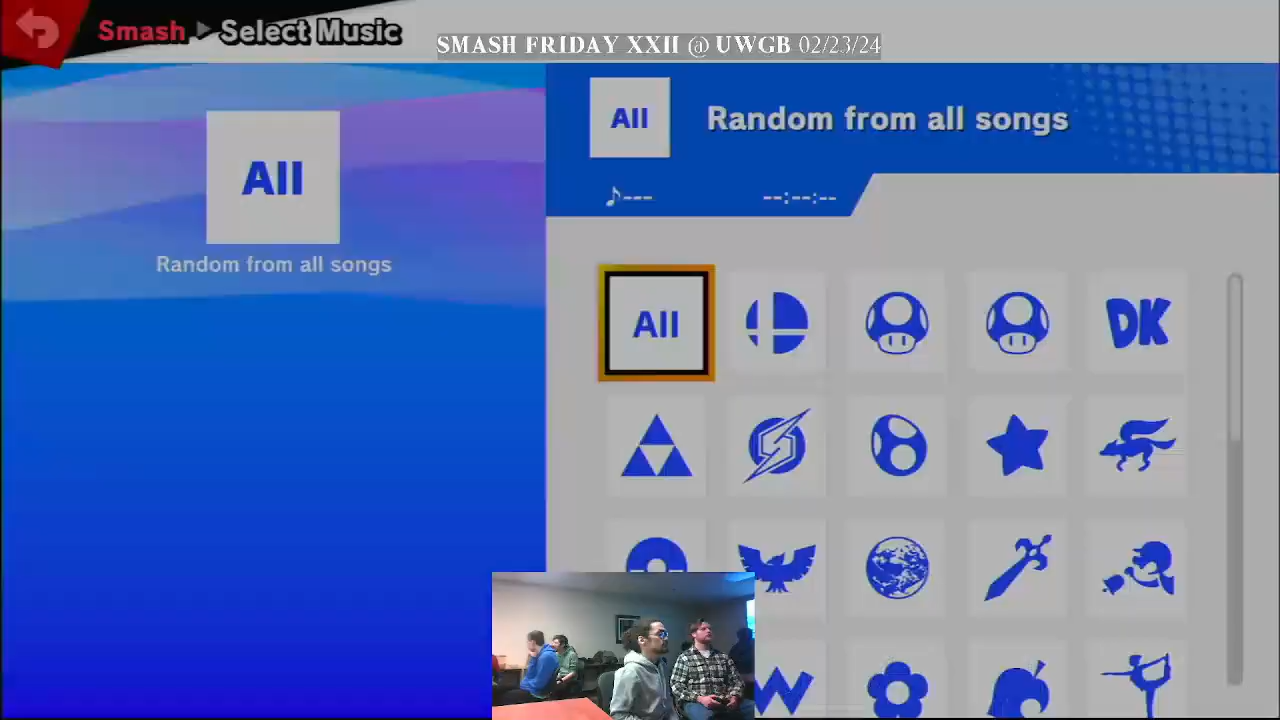 Smash ▶ Select Music
SMASH FRIDAY XXII @ UWGB 02/23/24
All
Random from all songs
All
Random from all songs
♪--- --:--:--
All
DK
W